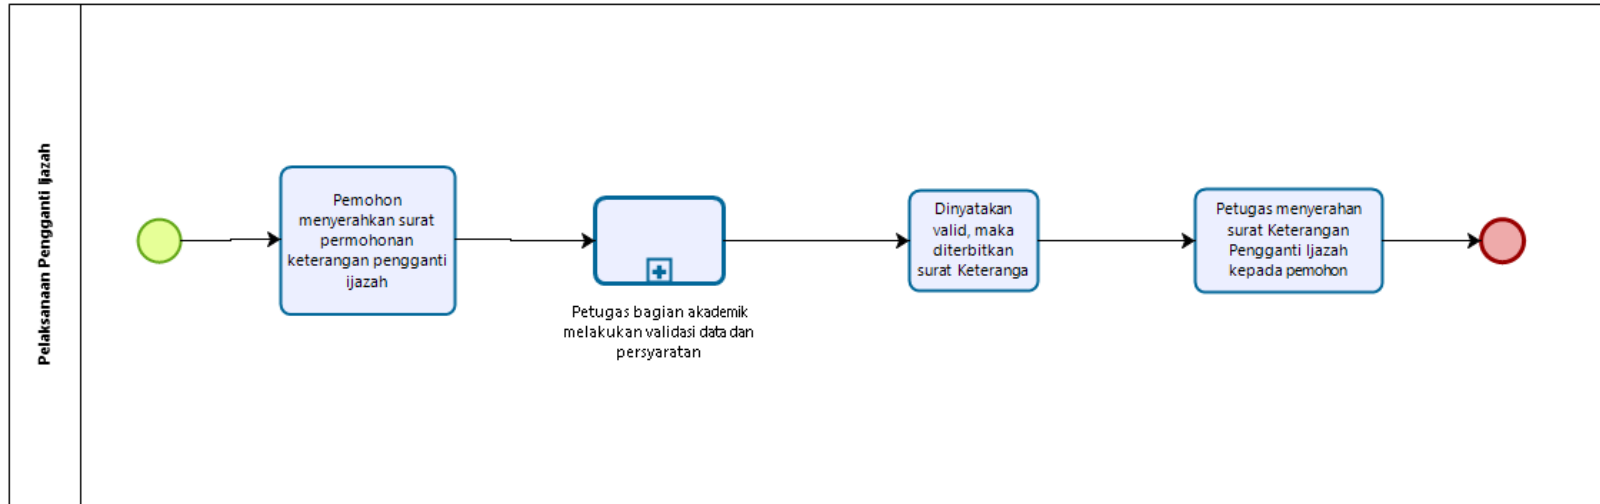 Pelaksanaan Pengganti Ijazah
Pemohon
menyerahkan surat
permohonan
keterangan pengganti
ijazah
Petugas bagian akademik
melakukan validasi data dan
persyaratan
Dinyatakan
valid, maka
diterbitkan
surat Keteranga
Petugas menyerahan
surat Keterangan
Pengganti Ijazah
kepada pemohon